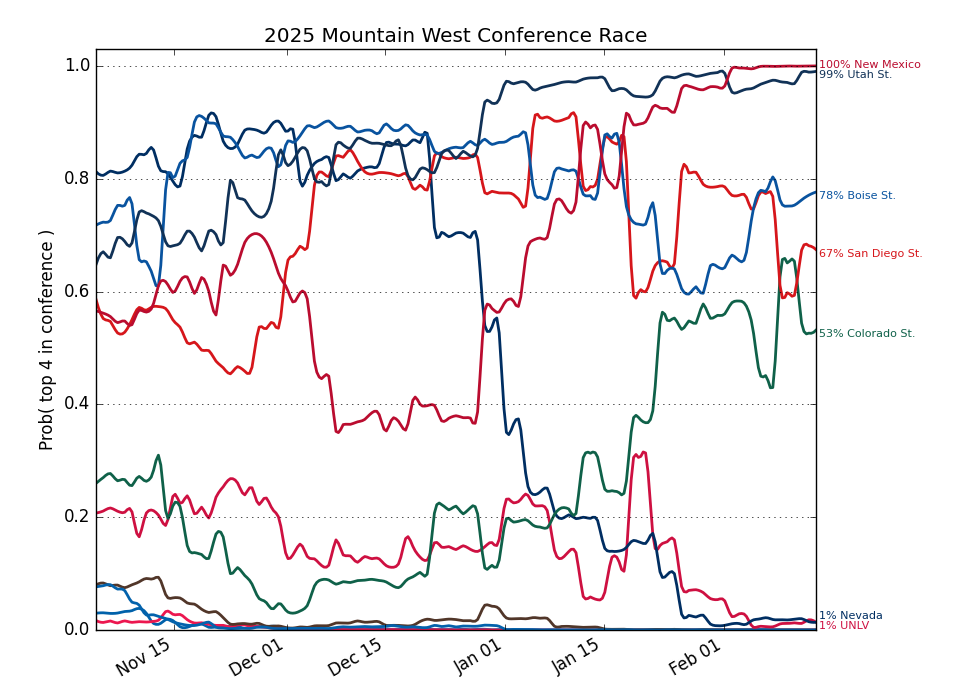 2025 Mountain West Conference Race
Prob( top 4 in conference )
1.0
0.8
0.6
0.4
0.2
0.0
Nov 15
Dec 01
Dec 15
Jan 01
Jan 15
Feb 01
100% New Mexico
99% Utah St.
78% Boise St.
67% San Diego St.
53% Colorado St.
1% Nevada
1% UNLV